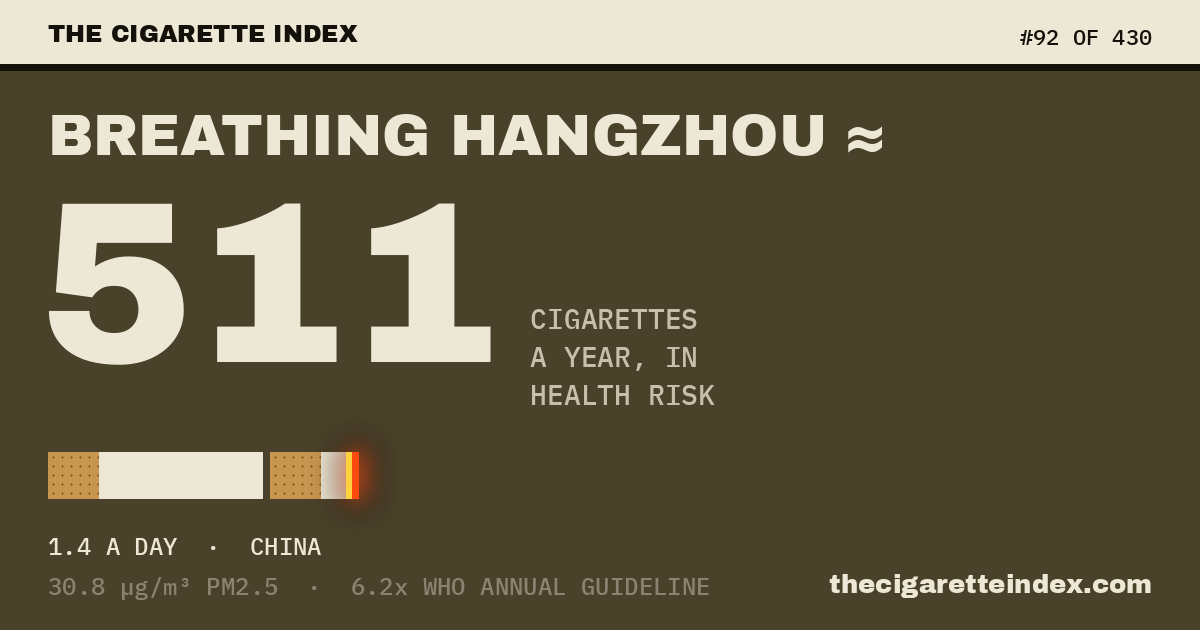 THE CIGARETTE INDEX
#92 OF 430
BREATHING HANGZHOU ≈
511
CIGARETTES
A YEAR, IN
HEALTH RISK
1.4 A DAY · CHINA
30.8 µg/m³ PM2.5 · 6.2x WHO ANNUAL GUIDELINE
thecigaretteindex.com